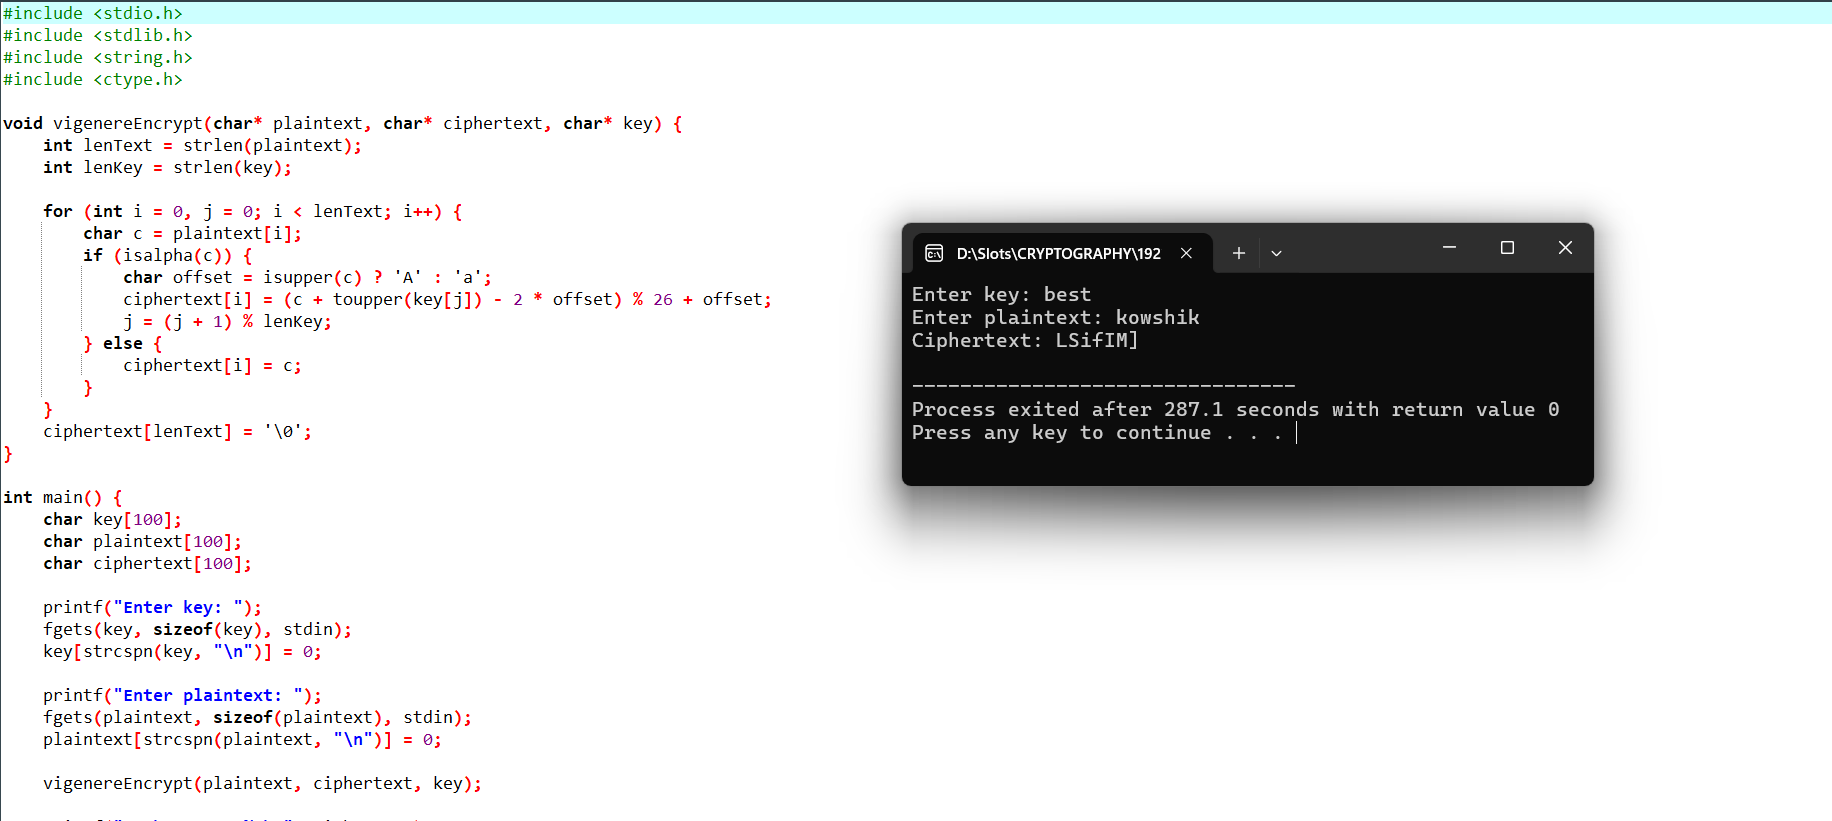 #include <stdio.h>
#include <stdlib.h>
#include <string.h>
#include <ctype.h>
void vigenereEncrypt(char* plaintext, char* ciphertext, char* key) {
    int lenText = strlen(plaintext);
    int lenKey = strlen(key);
    for (int i = 0, j = 0; i < lenText; i++) {
        char c = plaintext[i];
        if (isalpha(c)) {
            char offset = isupper(c) ? 'A' : 'a';
            ciphertext[i] = (c + toupper(key[j]) - 2 * offset) % 26 + offset;
            j = (j + 1) % lenKey;
        } else {
            ciphertext[i] = c;
        }
    }
    ciphertext[lenText] = '\0';
}
int main() {
    char key[100];
    char plaintext[100];
    char ciphertext[100];
    printf("Enter key: ");
    fgets(key, sizeof(key), stdin);
    key[strcspn(key, "\n")] = 0;
    printf("Enter plaintext: ");
    fgets(plaintext, sizeof(plaintext), stdin);
    plaintext[strcspn(plaintext, "\n")] = 0;
    vigenereEncrypt(plaintext, ciphertext, key);
D:\Slots\CRYPTOGRAPHY\192
Enter key: best
Enter plaintext: kowshik
Ciphertext: LSifIM]
--------------------------------
Process exited after 287.1 seconds with return value 0
Press any key to continue . . .